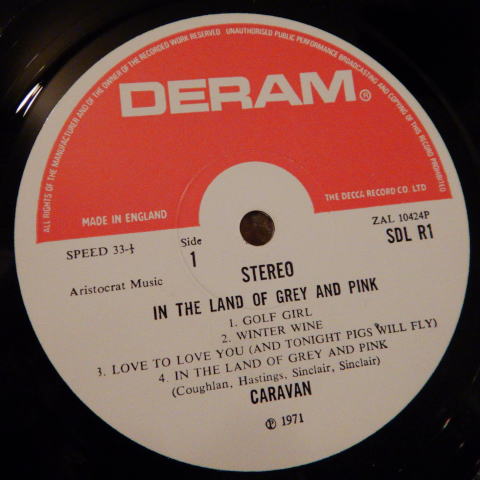 ALL RIGHTS OF THE MANUFACTURER AND OF THE OWNER OF THE RECORDED WORK RESERVED UNAUTHORISED PUBLIC PERFORMANCE BROADCASTING AND COPYING OF THIS RECORD PROHIBITED
DERAM®
THE DECCA RECORD CO. LTD
MADE IN ENGLAND
SPEED 33⅓
Side
1
STEREO
ZAL 10424P
SDL R1
Aristocrat Music
IN THE LAND OF GREY AND PINK
1. GOLF GIRL
2. WINTER WINE
3. LOVE TO LOVE YOU (AND TONIGHT PIGS WILL FLY)
4. IN THE LAND OF GREY AND PINK
(Coughlan, Hastings, Sinclair, Sinclair)
CARAVAN
℗ 1971